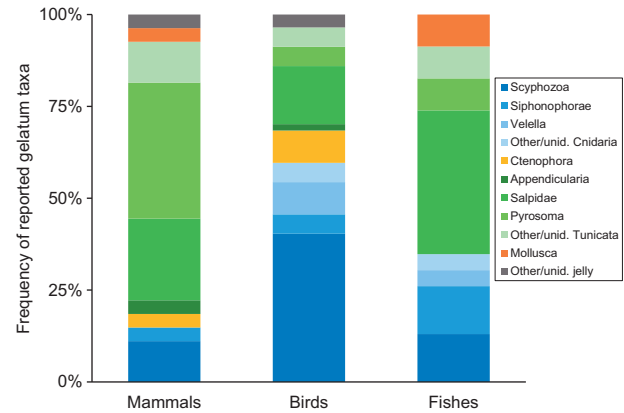 Frequency of reported gelatum taxa
100%
75%
50%
25%
0%
Mammals
Birds
Fishes
Scyphozoa
Siphonophorae
Velella
Other/unid. Cnidaria
Ctenophora
Appendicularia
Salpidae
Pyrosoma
Other/unid. Tunicata
Mollusca
Other/unid. jelly